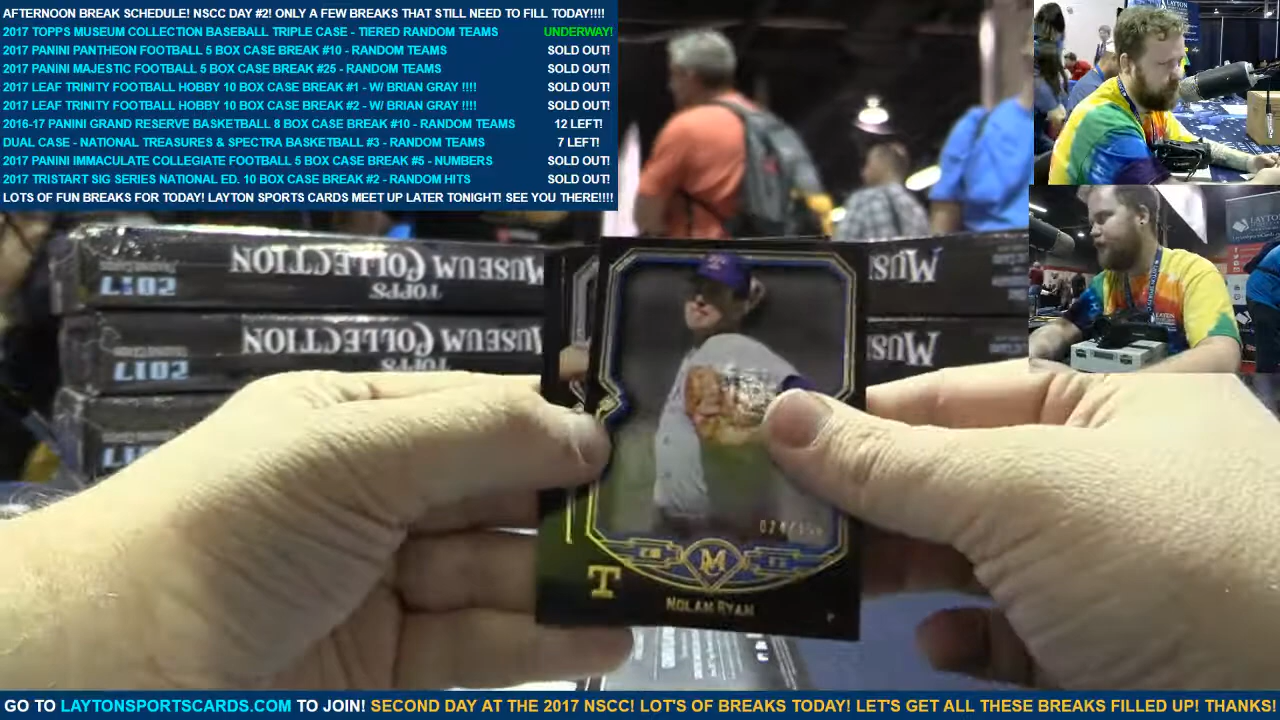 AFTERNOON BREAK SCHEDULE! NSCC DAY #2! ONLY A FEW BREAKS THAT STILL NEED TO FILL TODAY!!!!
2017 TOPPS MUSEUM COLLECTION BASEBALL TRIPLE CASE - TIERED RANDOM TEAMS UNDERWAY!
2017 PANINI PANTHEON FOOTBALL 5 BOX CASE BREAK #10 - RANDOM TEAMS SOLD OUT!
2017 PANINI MAJESTIC FOOTBALL 5 BOX CASE BREAK #25 - RANDOM TEAMS SOLD OUT!
2017 LEAF TRINITY FOOTBALL HOBBY 10 BOX CASE BREAK #1 - W/ BRIAN GRAY !!!! SOLD OUT!
2017 LEAF TRINITY FOOTBALL HOBBY 10 BOX CASE BREAK #2 - W/ BRIAN GRAY !!!! SOLD OUT!
2016-17 PANINI GRAND RESERVE BASKETBALL 8 BOX CASE BREAK #10 - RANDOM TEAMS 12 LEFT!
DUAL CASE - NATIONAL TREASURES & SPECTRA BASKETBALL #3 - RANDOM TEAMS 7 LEFT!
2017 PANINI IMMACULATE COLLEGIATE FOOTBALL 5 BOX CASE BREAK #5 - NUMBERS SOLD OUT!
2017 TRISTART SIG SERIES NATIONAL ED. 10 BOX CASE BREAK #2 - RANDOM HITS SOLD OUT!
LOTS OF FUN BREAKS FOR TODAY! LAYTON SPORTS CARDS MEET UP LATER TONIGHT! SEE YOU THERE!!!!
LAYTON
2017 TOPPS MUSEUM COLLECTION
MUS
2017 TOPPS MUSEUM COLLECTION
MUS
T
M
NOLAN RYAN
P
GO TO LAYTONSPORTSCARDS.COM TO JOIN! SECOND DAY AT THE 2017 NSCC! LOT'S OF BREAKS TODAY! LET'S GET ALL THESE BREAKS FILLED UP! THANKS!